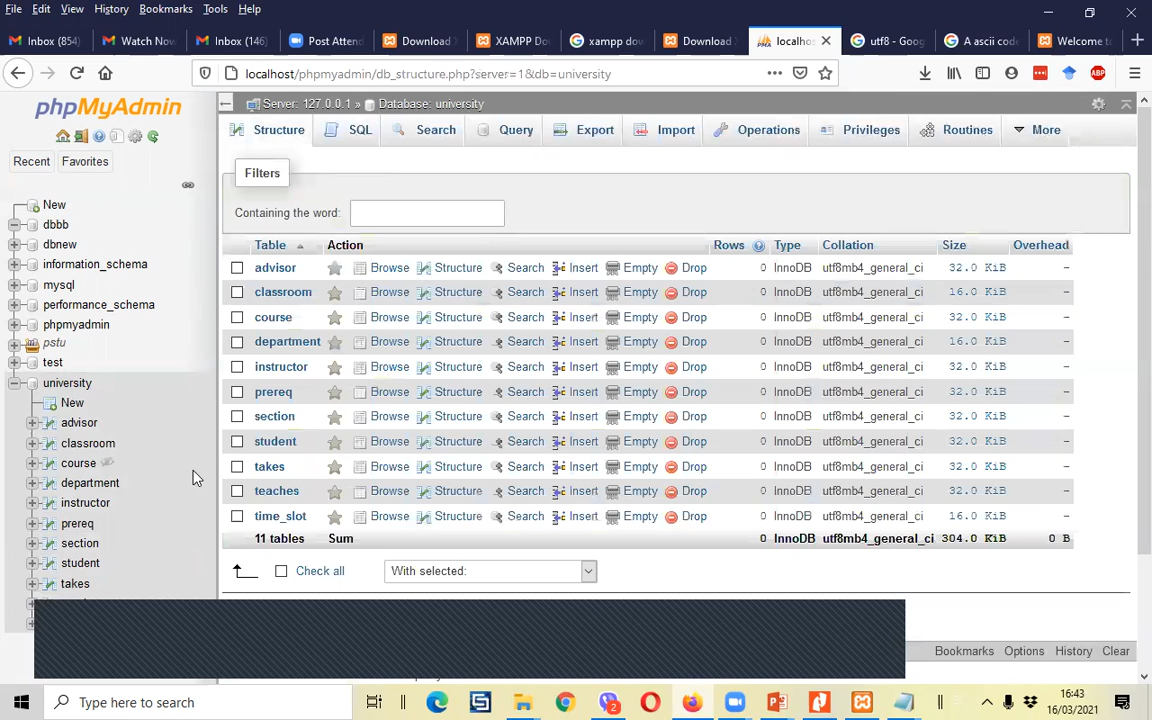 File Edit View History Bookmarks Tools Help
Inbox (854) Watch Now Inbox (146) Post Attend Download XAMPP Dow xampp dow Download localhos utf8 - Goog A ascii code Welcome to
localhost/phpmyadmin/db_structure.php?server=1&db=university
phpMyAdmin
Recent Favorites
New
dbbb
dbnew
information_schema
mysql
performance_schema
phpmyadmin
pstu
test
university
New
advisor
classroom
course
department
instructor
prereq
section
student
takes
Server: 127.0.0.1 » Database: university
Structure SQL Search Query Export Import Operations Privileges Routines More
Filters
Containing the word:
Table Action Rows Type Collation Size Overhead
advisor Browse Structure Search Insert Empty Drop 0 InnoDB utf8mb4_general_ci 32.0 KiB -
classroom Browse Structure Search Insert Empty Drop 0 InnoDB utf8mb4_general_ci 16.0 KiB -
course Browse Structure Search Insert Empty Drop 0 InnoDB utf8mb4_general_ci 32.0 KiB -
department Browse Structure Search Insert Empty Drop 0 InnoDB utf8mb4_general_ci 16.0 KiB -
instructor Browse Structure Search Insert Empty Drop 0 InnoDB utf8mb4_general_ci 32.0 KiB -
prereq Browse Structure Search Insert Empty Drop 0 InnoDB utf8mb4_general_ci 32.0 KiB -
section Browse Structure Search Insert Empty Drop 0 InnoDB utf8mb4_general_ci 32.0 KiB -
student Browse Structure Search Insert Empty Drop 0 InnoDB utf8mb4_general_ci 32.0 KiB -
takes Browse Structure Search Insert Empty Drop 0 InnoDB utf8mb4_general_ci 32.0 KiB -
teaches Browse Structure Search Insert Empty Drop 0 InnoDB utf8mb4_general_ci 32.0 KiB -
time_slot Browse Structure Search Insert Empty Drop 0 InnoDB utf8mb4_general_ci 16.0 KiB -
11 tables Sum 0 InnoDB utf8mb4_general_ci 304.0 KiB 0 B
Check all With selected:
Bookmarks Options History Clear
Type here to search
16:43
16/03/2021